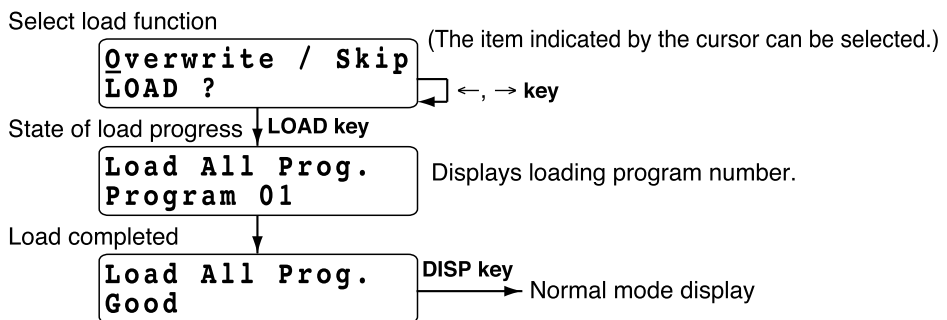 Select load function
Overwrite / Skip
LOAD ?
(The item indicated by the cursor can be selected.)
←, → key
State of load progress
LOAD key
Load All Prog.
Program 01
Displays loading program number.
Load completed
Load All Prog.
Good
DISP key
Normal mode display